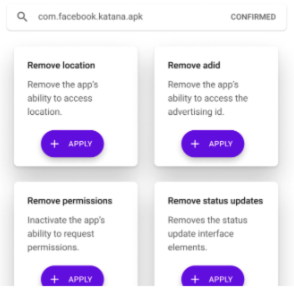 com.facebook.katana.apk CONFIRMED
Remove location
Remove the app's
ability to access
location.
+ APPLY
Remove adid
Remove the app's
ability to access the
advertising id.
+ APPLY
Remove permissions
Inactivate the app's
ability to request
permissions.
+ APPLY
Remove status updates
Removes the status
update interface
elements.
+ APPLY